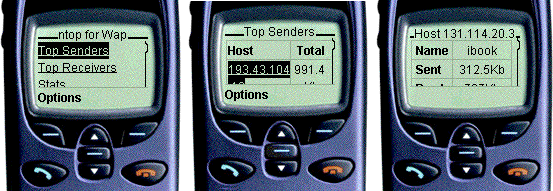 ntop for Wap
Top Senders
Top Receivers
Stats
Options
Top Senders
Host Total
193.43.104 991.4
Options
Host 131.114.20.3
Name ibook
Sent 312.5Kb